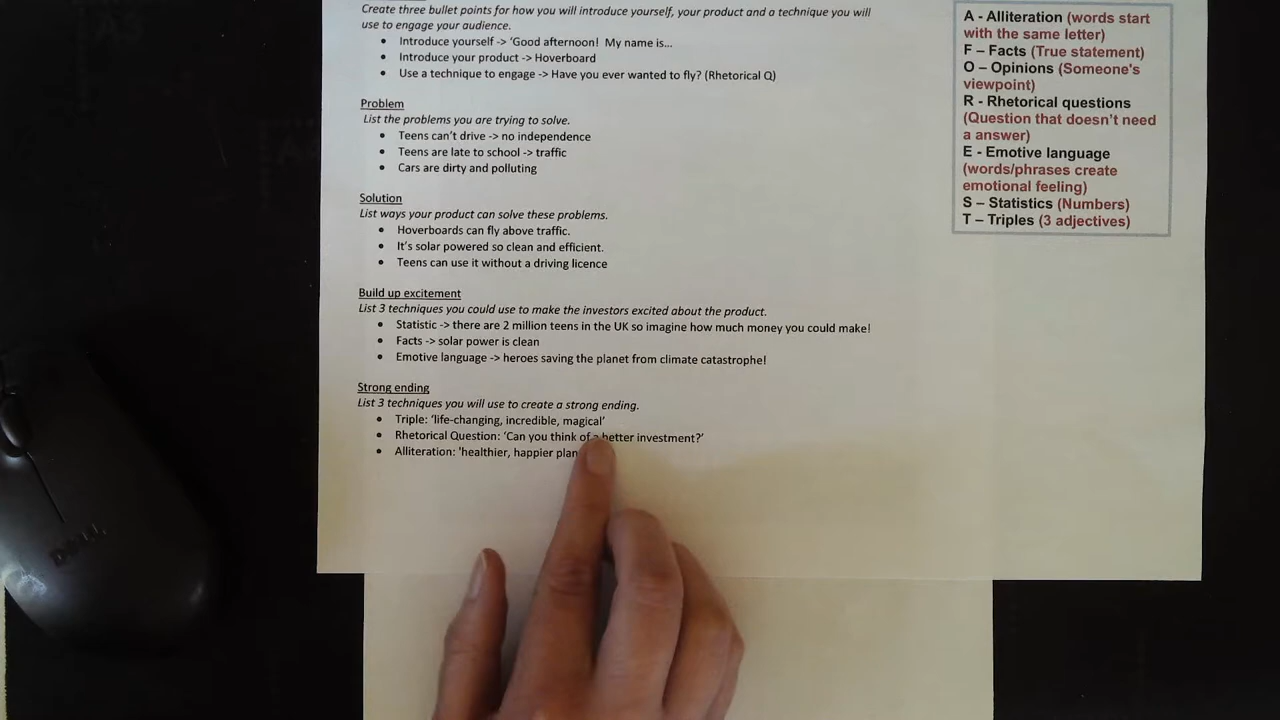 Create three bullet points for how you will introduce yourself, your product and a technique you will
use to engage your audience.
• Introduce yourself -> ‘Good afternoon! My name is...
• Introduce your product -> Hoverboard
• Use a technique to engage -> Have you ever wanted to fly? (Rhetorical Q)
Problem
List the problems you are trying to solve.
• Teens can’t drive -> no independence
• Teens are late to school -> traffic
• Cars are dirty and polluting
Solution
List ways your product can solve these problems.
• Hoverboards can fly above traffic.
• It’s solar powered so clean and efficient.
• Teens can use it without a driving licence
Build up excitement
List 3 techniques you could use to make the investors excited about the product.
• Statistic -> there are 2 million teens in the UK so imagine how much money you could make!
• Facts -> solar power is clean
• Emotive language -> heroes saving the planet from climate catastrophe!
Strong ending
List 3 techniques you will use to create a strong ending.
• Triple: ‘life-changing, incredible, magical’
• Rhetorical Question: ‘Can you think of a better investment?’
• Alliteration: 'healthier, happier
A - Alliteration (words start
with the same letter)
F – Facts (True statement)
O – Opinions (Someone's
viewpoint)
R - Rhetorical questions
(Question that doesn’t need
a answer)
E - Emotive language
(words/phrases create
emotional feeling)
S – Statistics (Numbers)
T – Triples (3 adjectives)
DELL